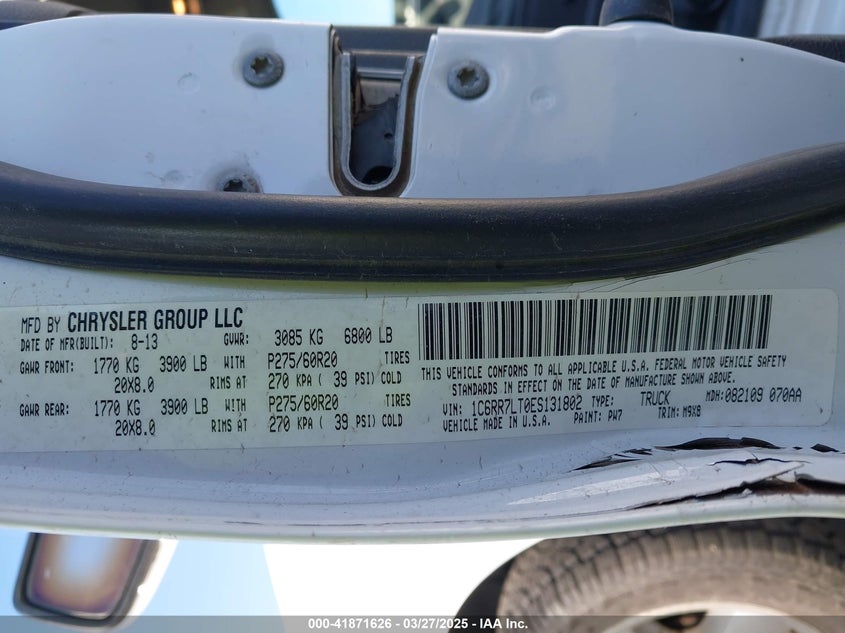 MFD BY CHRYSLER GROUP LLC
DATE OF MFR(BUILT): 8-13 GVWR: 3085 KG 6800 LB
GAWR FRONT: 1770 KG 3900 LB WITH P275/60R20 TIRES
20X8.0 RIMS AT 270 KPA ( 39 PSI) COLD
GAWR REAR: 1770 KG 3900 LB WITH P275/60R20 TIRES
20X8.0 RIMS AT 270 KPA ( 39 PSI) COLD
THIS VEHICLE CONFORMS TO ALL APPLICABLE U.S.A. FEDERAL MOTOR VEHICLE SAFETY
STANDARDS IN EFFECT ON THE DATE OF MANUFACTURE SHOWN ABOVE.
VIN: 1C6RR7LT0ES131802 TYPE: TRUCK MDH: 082109 070AA
VEHICLE MADE IN U.S.A. PAINT: PW7 TRIM: M9X8
000-41871626 - 03/27/2025 - IAA Inc.